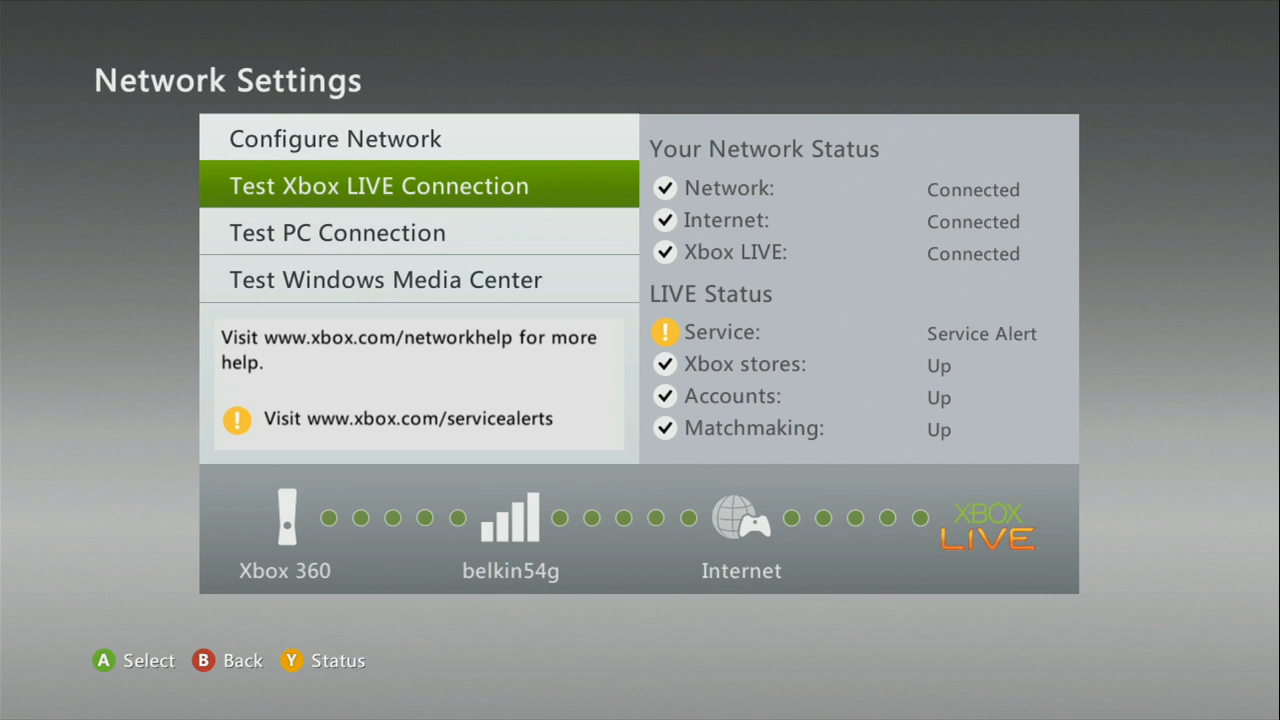 Network Settings
Configure Network
Test Xbox LIVE Connection
Test PC Connection
Test Windows Media Center
Visit www.xbox.com/networkhelp for more
help.
! Visit www.xbox.com/servicealerts
Your Network Status
Network: Connected
Internet: Connected
Xbox LIVE: Connected
LIVE Status
! Service: Service Alert
Xbox stores: Up
Accounts: Up
Matchmaking: Up
XBOX
LIVE
Xbox 360 belkin54g Internet
A Select B Back Y Status